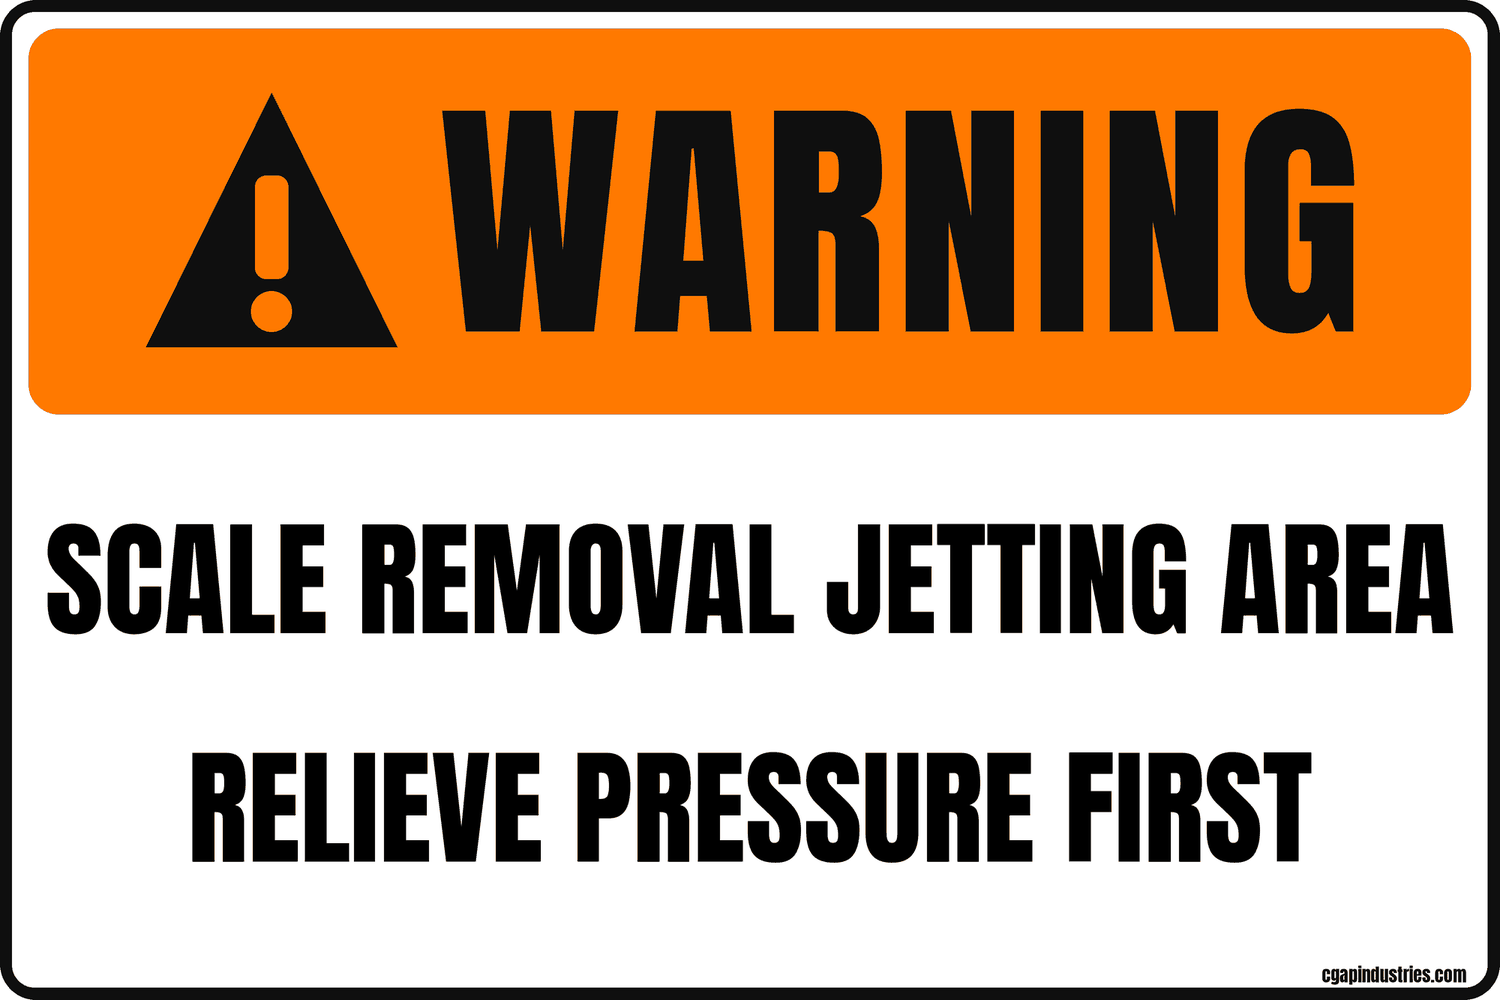 WARNING
SCALE REMOVAL JETTING AREA
RELIEVE PRESSURE FIRST
cgapindustries.com